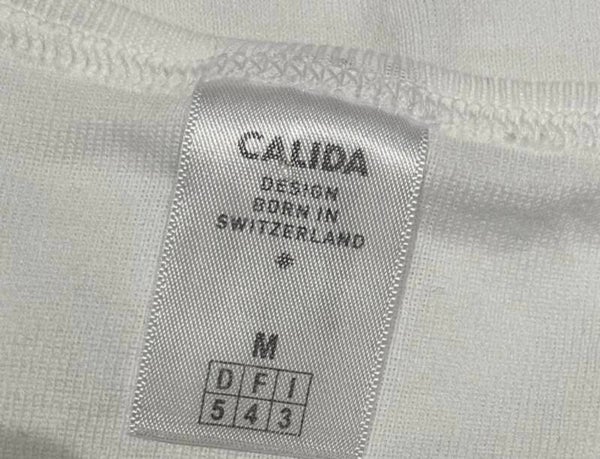 CALIDA
DESIGN
BORN IN
SWITZERLAND
#
M
D F I
5 4 3